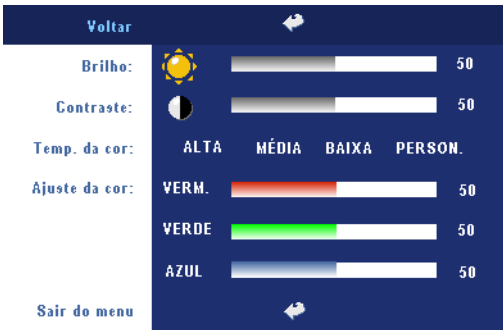 Voltar
Brilho: 50
Contraste: 50
Temp. da cor: ALTA MÉDIA BAIXA PERSON.
Ajuste da cor: VERM. 50
VERDE 50
AZUL 50
Sair do menu